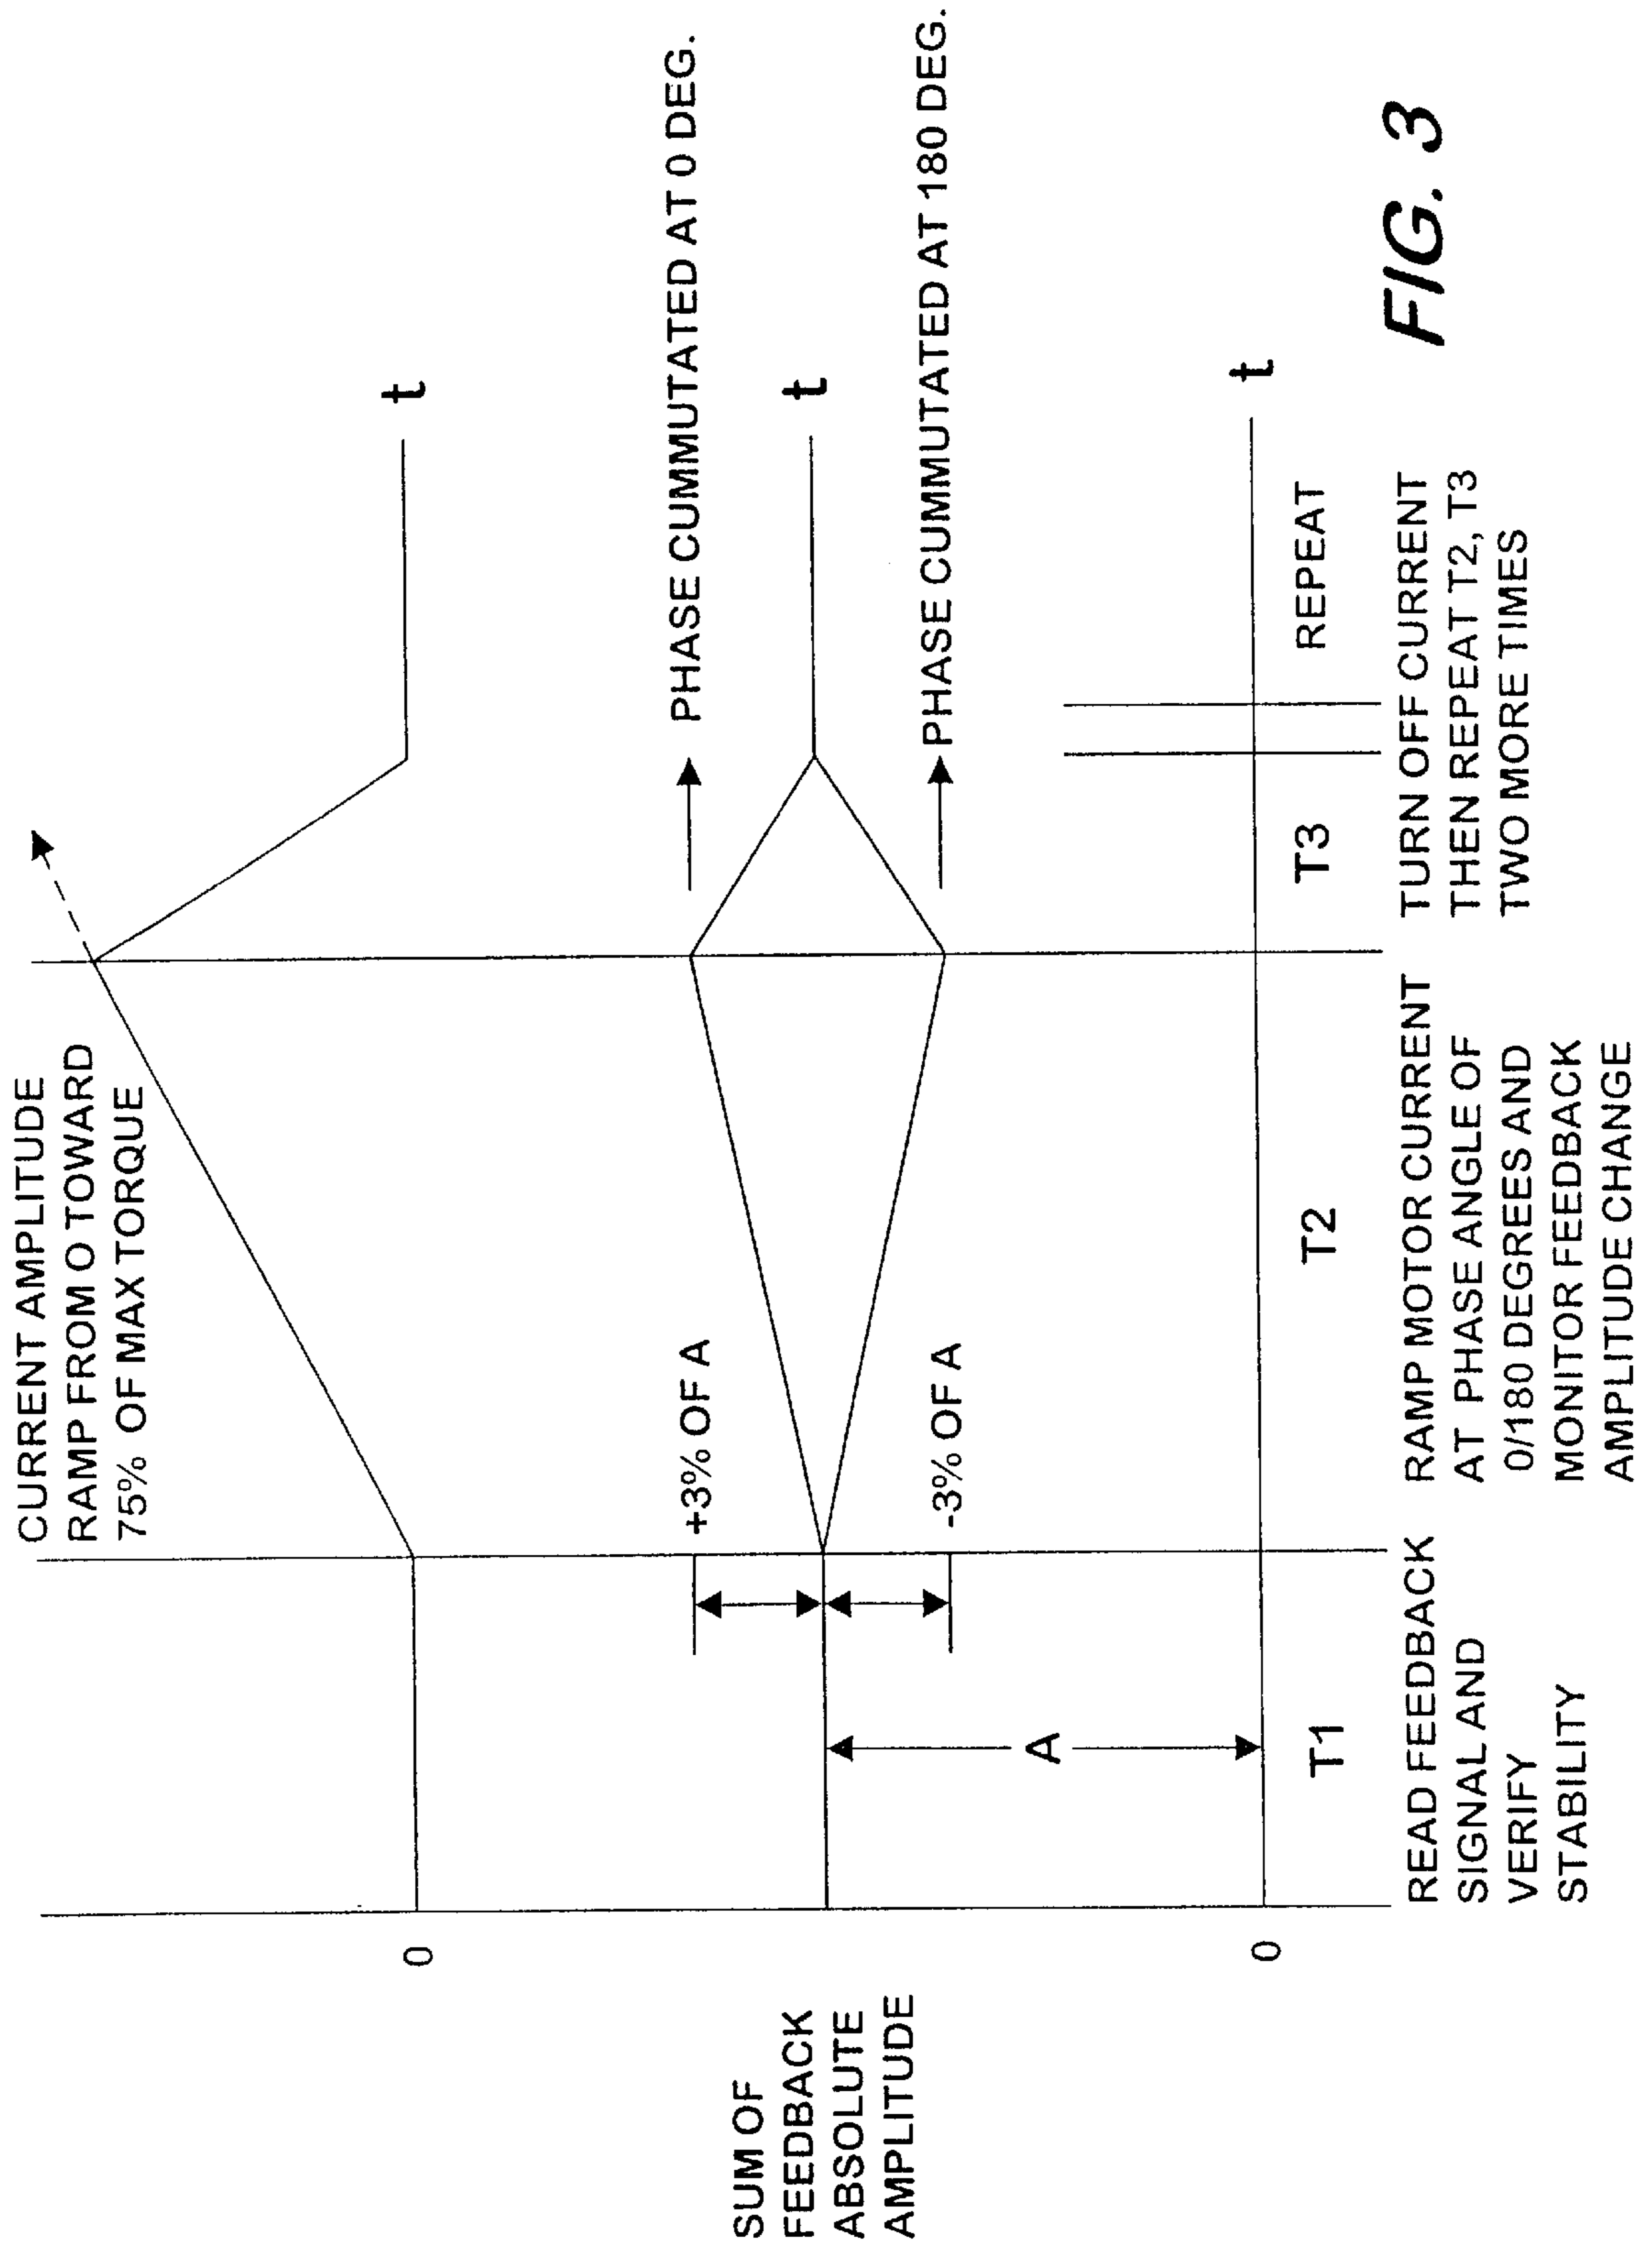 CURRENT AMPLITUDE
RAMP FROM O TOWARD
75% OF MAX TORQUE
0
t
SUM OF
FEEDBACK
ABSOLUTE
AMPLITUDE
+3% OF A
-3% OF A
PHASE CUMMUTATED AT 0 DEG.
t
PHASE CUMMUTATED AT 180 DEG.
A
0
t
T1
T2
T3
REPEAT
READ FEEDBACK
SIGNAL AND
VERIFY
STABILITY
RAMP MOTOR CURRENT
AT PHASE ANGLE OF
0/180 DEGREES AND
MONITOR FEEDBACK
AMPLITUDE CHANGE
TURN OFF CURRENT
THEN REPEAT T2, T3
TWO MORE TIMES
FIG. 3